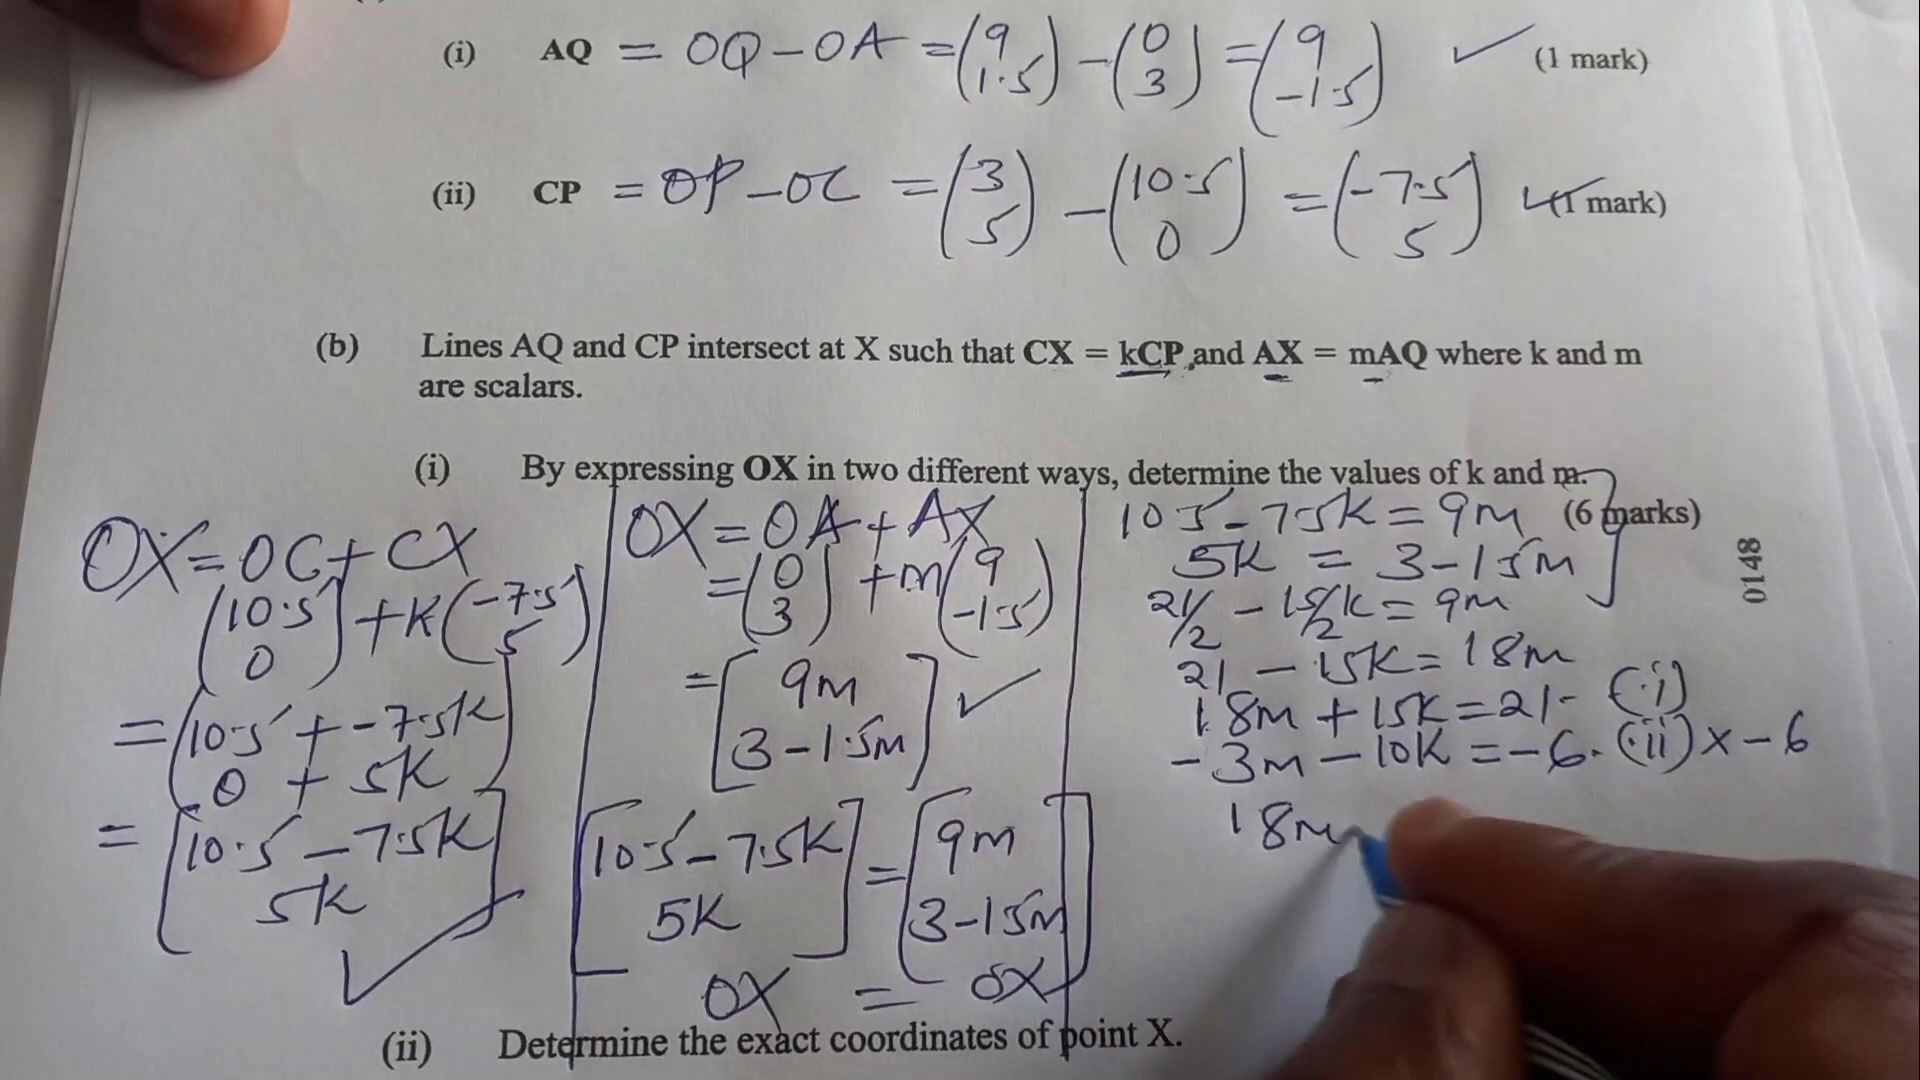 (i) AQ = OQ - OA = (9 1.5) - (0 3) = (9 -1.5) ✓ (1 mark)
(ii) CP = OP - OC = (3 5) - (10.5 0) = (-7.5 5) ✓ (1 mark)
(b) Lines AQ and CP intersect at X such that CX = kCP and AX = mAQ where k and m
are scalars.
(i) By expressing OX in two different ways, determine the values of k and m.
(6 marks)
OX = OC + CX
(10.5 0) + K(-7.5 5)
= (10.5 + -7.5K 0 + 5K)
= [10.5 - 7.5K 5K] ✓
OX = OA + AX
= (0 3) + m(9 -1.5)
= [9m 3 - 1.5m] ✓
[10.5 - 7.5K 5K] = [9m 3 - 1.5m]
OX = OX
10.5 - 7.5K = 9m
5K = 3 - 1.5m
21/2 - 15/2K = 9m
21 - 15K = 18m
18m + 15K = 21 - (i)
-3m - 10K = -6. (ii) x -6
18m
0148
(ii) Determine the exact coordinates of point X.